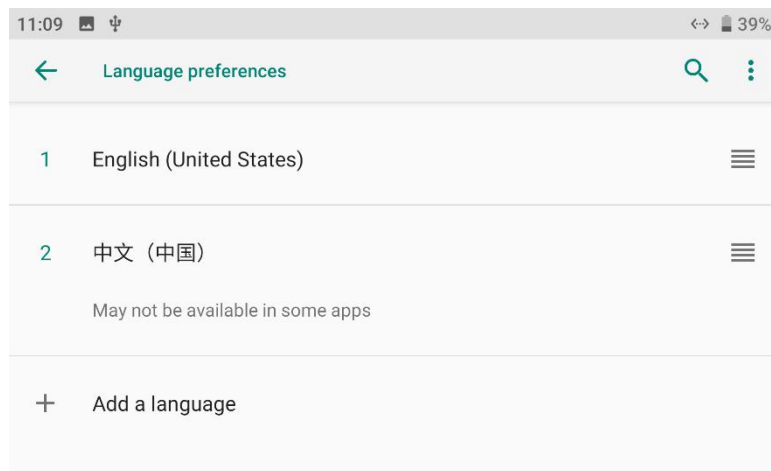 11:09 39%
Language preferences
1 English (United States)
2 中文（中国）
May not be available in some apps
Add a language